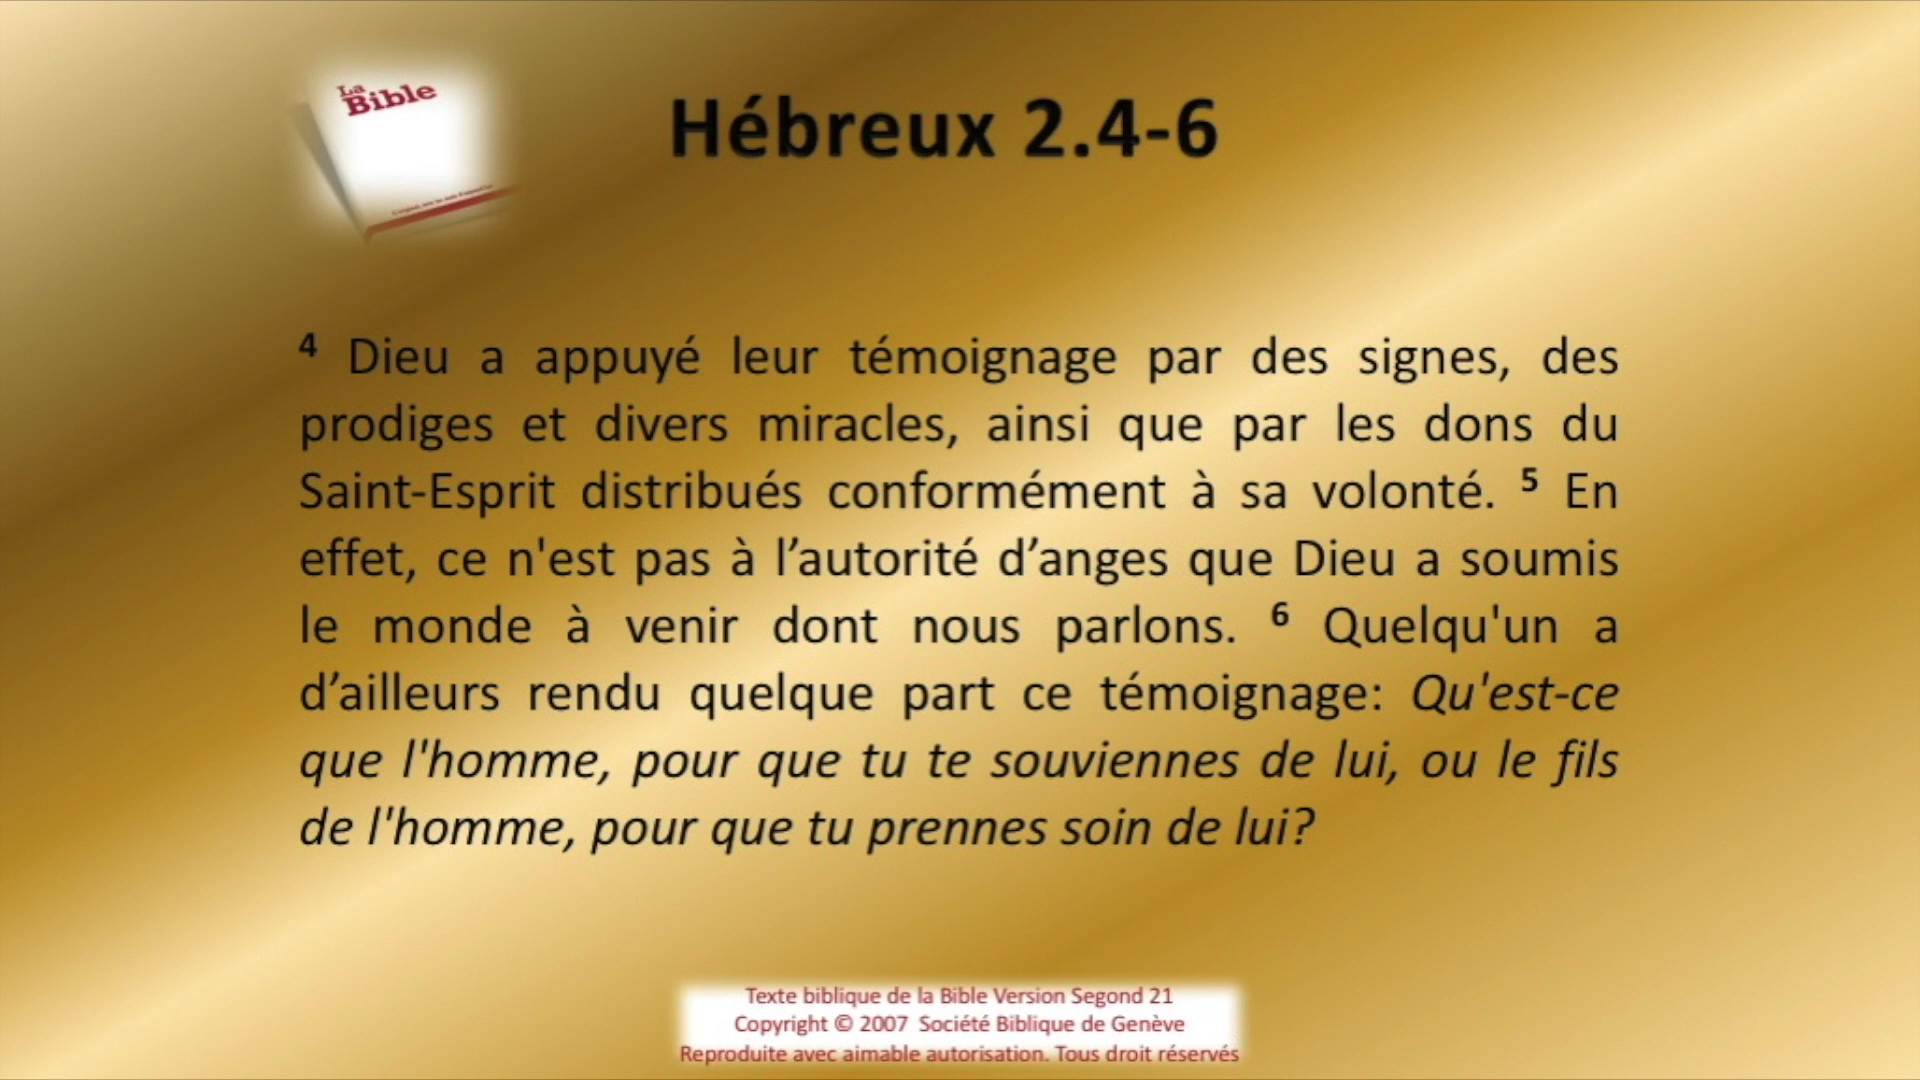 La
Bible
Hébreux 2.4-6
4 Dieu a appuyé leur témoignage par des signes, des
prodiges et divers miracles, ainsi que par les dons du
Saint-Esprit distribués conformément à sa volonté. 5 En
effet, ce n'est pas à l’autorité d’anges que Dieu a soumis
le monde à venir dont nous parlons. 6 Quelqu'un a
d’ailleurs rendu quelque part ce témoignage: Qu'est-ce
que l'homme, pour que tu te souviennes de lui, ou le fils
de l'homme, pour que tu prennes soin de lui?
Texte biblique de la Bible Version Segond 21
Copyright © 2007 Société Biblique de Genève
Reproduite avec aimable autorisation. Tous droit réservés